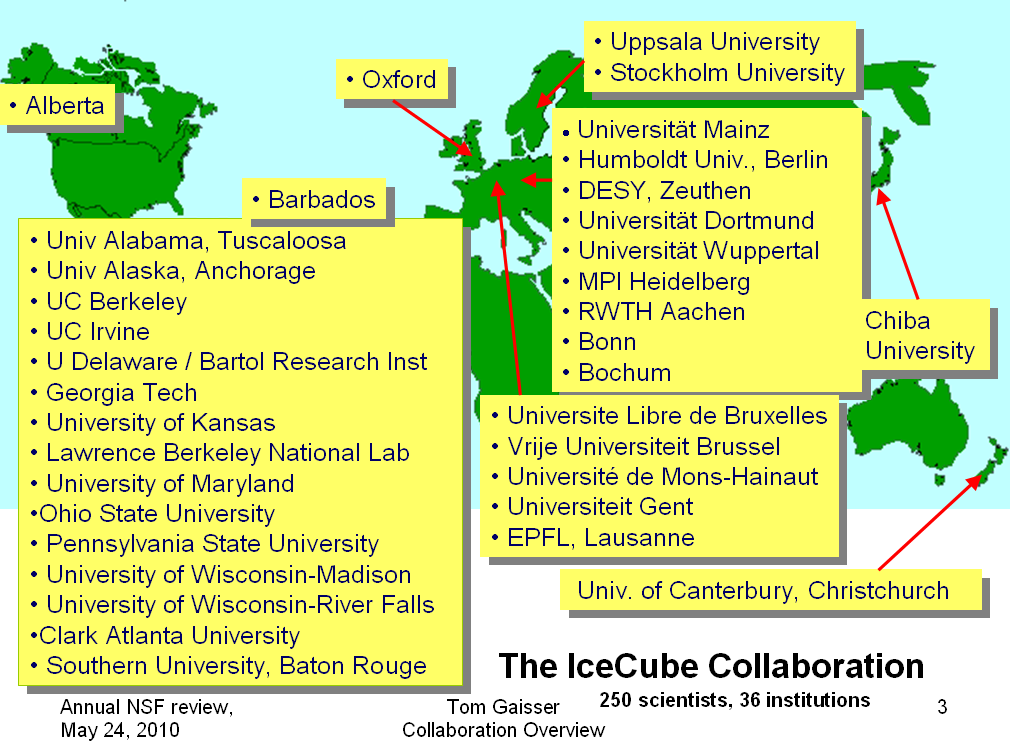 • Uppsala University
• Stockholm University
• Oxford
• Alberta
• Universität Mainz
• Humboldt Univ., Berlin
• DESY, Zeuthen
• Universität Dortmund
• Universität Wuppertal
• MPI Heidelberg
• RWTH Aachen
• Bonn
• Bochum
• Barbados
• Univ Alabama, Tuscaloosa
• Univ Alaska, Anchorage
• UC Berkeley
• UC Irvine
• U Delaware / Bartol Research Inst
• Georgia Tech
• University of Kansas
• Lawrence Berkeley National Lab
• University of Maryland
•Ohio State University
• Pennsylvania State University
• University of Wisconsin-Madison
• University of Wisconsin-River Falls
•Clark Atlanta University
• Southern University, Baton Rouge
Chiba
University
• Universite Libre de Bruxelles
• Vrije Universiteit Brussel
• Université de Mons-Hainaut
• Universiteit Gent
• EPFL, Lausanne
Univ. of Canterbury, Christchurch
The IceCube Collaboration
250 scientists, 36 institutions
Annual NSF review,
May 24, 2010
Tom Gaisser
Collaboration Overview
3